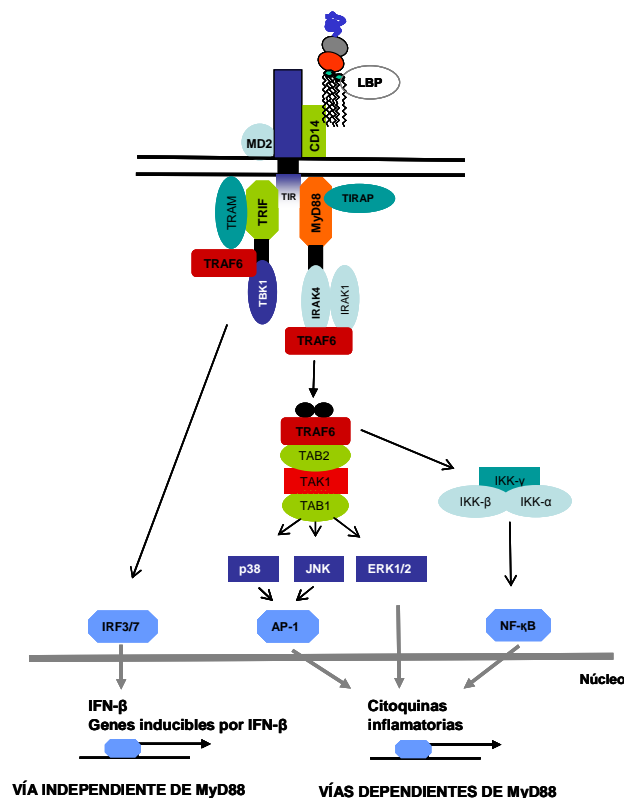 LBP
CD14
MD2
TIR
TRAM
TRIF
MyD88
TIRAP
TRAF6
TBK1
IRAK4
IRAK1
TRAF6
TRAF6
TAB2
TAK1
TAB1
IKK-γ
IKK-β
IKK-α
p38
JNK
ERK1/2
IRF3/7
AP-1
NF-κB
Núcleo
IFN-β
Genes inducibles por IFN-β
Citoquinas
inflamatorias
VÍA INDEPENDIENTE DE MyD88
VÍAS DEPENDIENTES DE MyD88